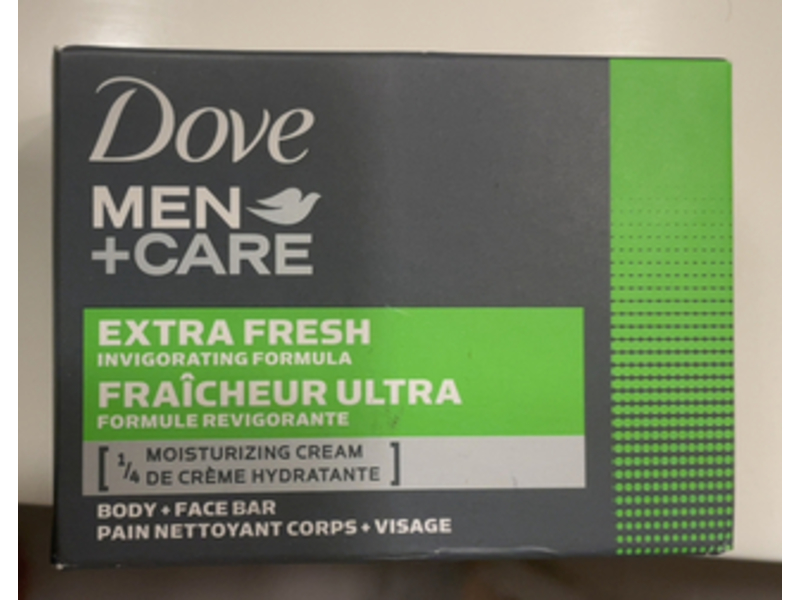 Dove
MEN
+CARE
EXTRA FRESH
INVIGORATING FORMULA
FRAÎCHEUR ULTRA
FORMULE REVIGORANTE
[ 1/4 MOISTURIZING CREAM
DE CRÈME HYDRATANTE ]
BODY + FACE BAR
PAIN NETTOYANT CORPS + VISAGE